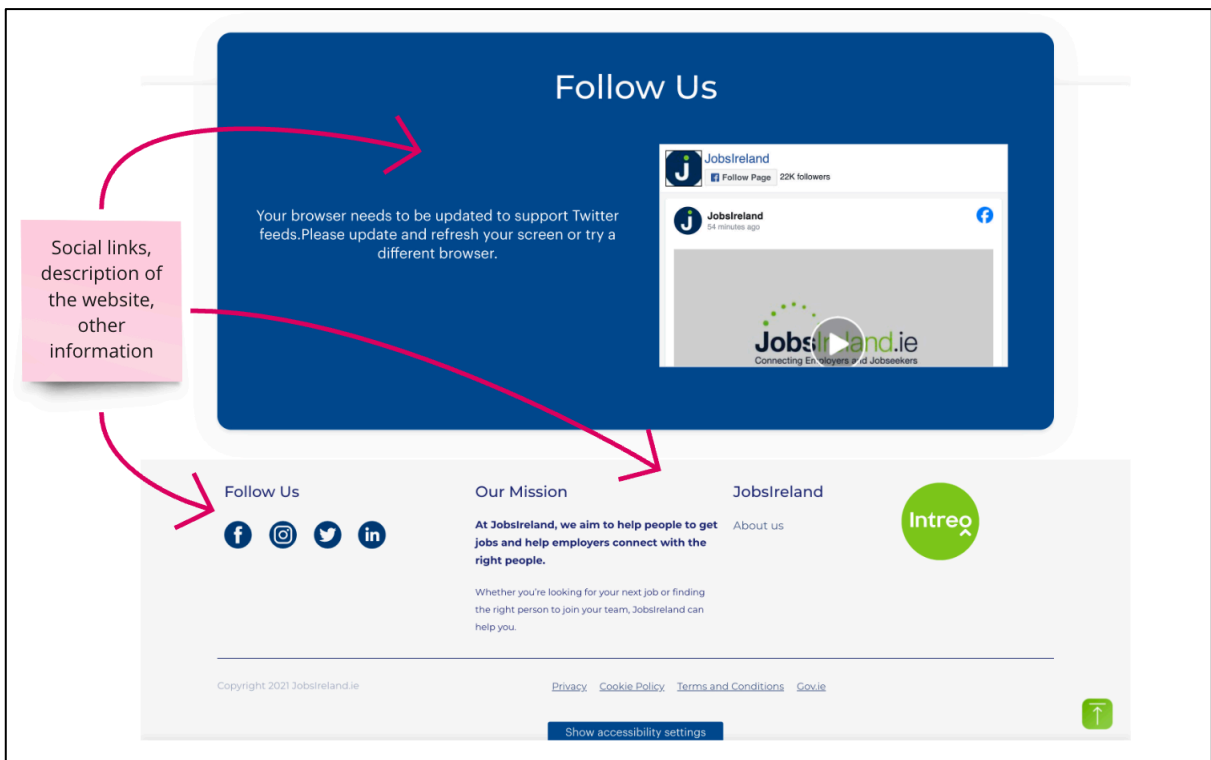 Follow Us
Social links,
description of
the website,
other
information
Your browser needs to be updated to support Twitter
feeds.Please update and refresh your screen or try a
different browser.
JobsIreland
Follow Page 22K followers
JobsIreland
54 minutes ago
JobsIreland.ie
Connecting Employers and Jobseekers
Follow Us
Our Mission
At JobsIreland, we aim to help people to get
jobs and help employers connect with the
right people.
Whether you're looking for your next job or finding
the right person to join your team, JobsIreland can
help you.
JobsIreland
About us
Intreo
Copyright 2021 JobsIreland.ie
Privacy Cookie Policy Terms and Conditions Gov.ie
Show accessibility settings